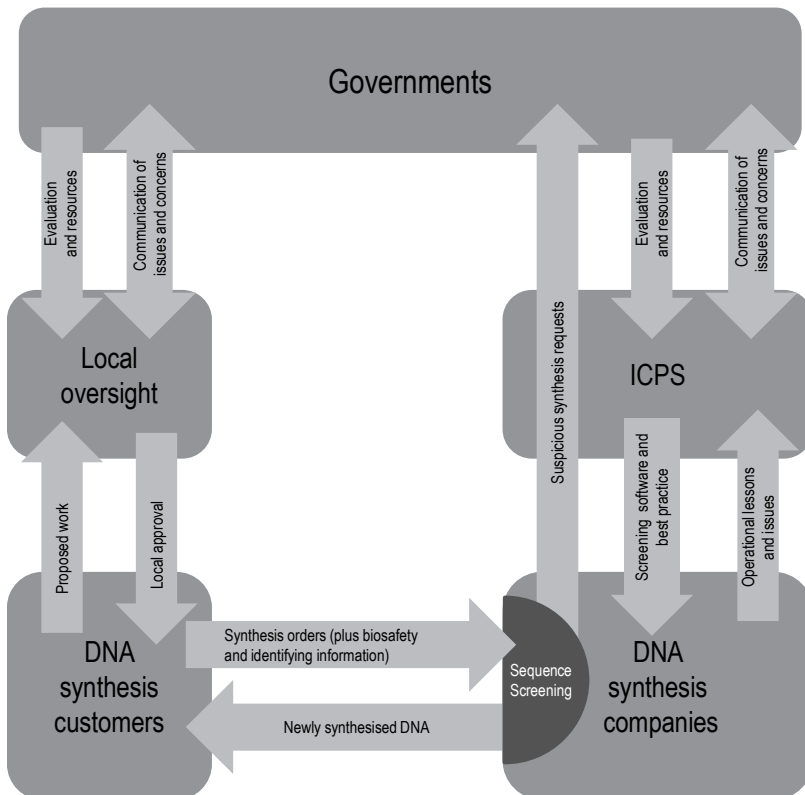 Governments
Evaluation
and resources
Communication of
issues and concerns
Suspicious synthesis requests
Evaluation
and resources
Communication of
issues and concerns
Local
oversight
ICPS
Proposed work
Local approval
Screening software and
best practice
Operational lessons
and issues
DNA
synthesis
customers
Synthesis orders (plus biosafety
and identifying information)
Newly synthesised DNA
Sequence
Screening
DNA
synthesis
companies